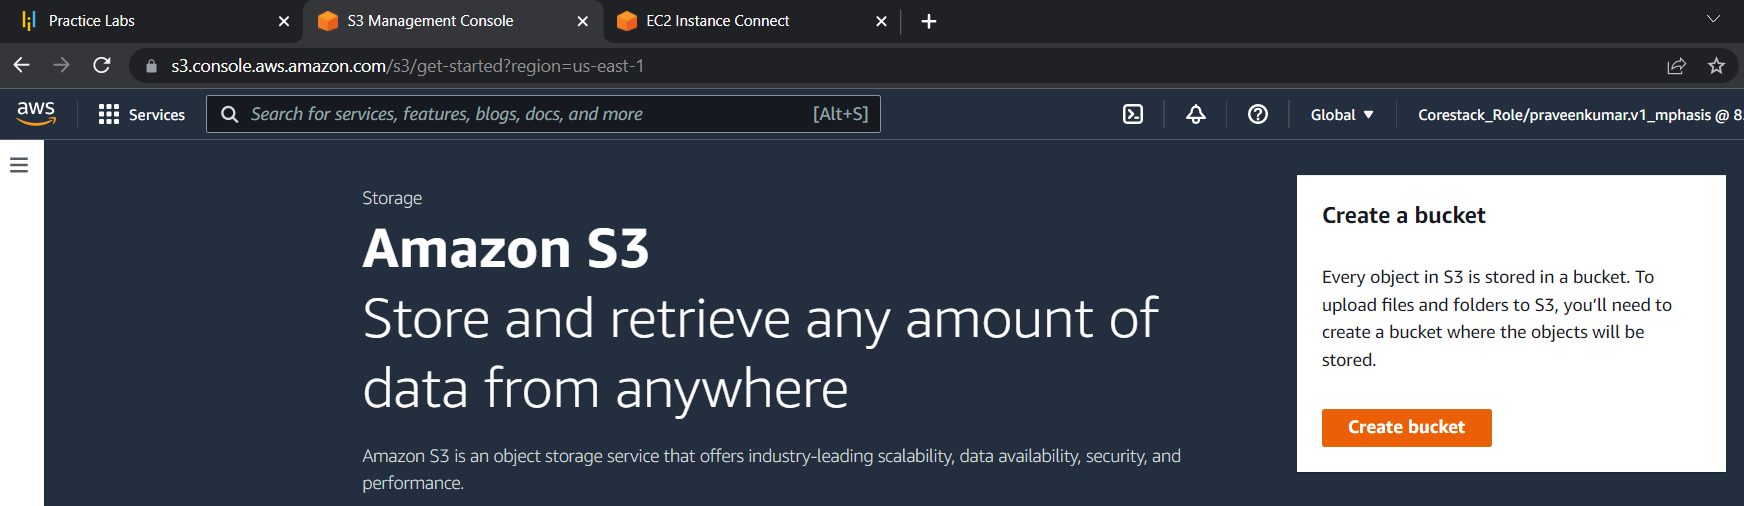 Practice Labs
S3 Management Console
EC2 Instance Connect
s3.console.aws.amazon.com/s3/get-started?region=us-east-1
aws
Services
Search for services, features, blogs, docs, and more
[Alt+S]
Global
Corestack_Role/praveenkumar.v1_mphasis @ 8
Storage
Amazon S3
Store and retrieve any amount of
data from anywhere
Amazon S3 is an object storage service that offers industry-leading scalability, data availability, security, and
performance.
Create a bucket
Every object in S3 is stored in a bucket. To
upload files and folders to S3, you’ll need to
create a bucket where the objects will be
stored.
Create bucket